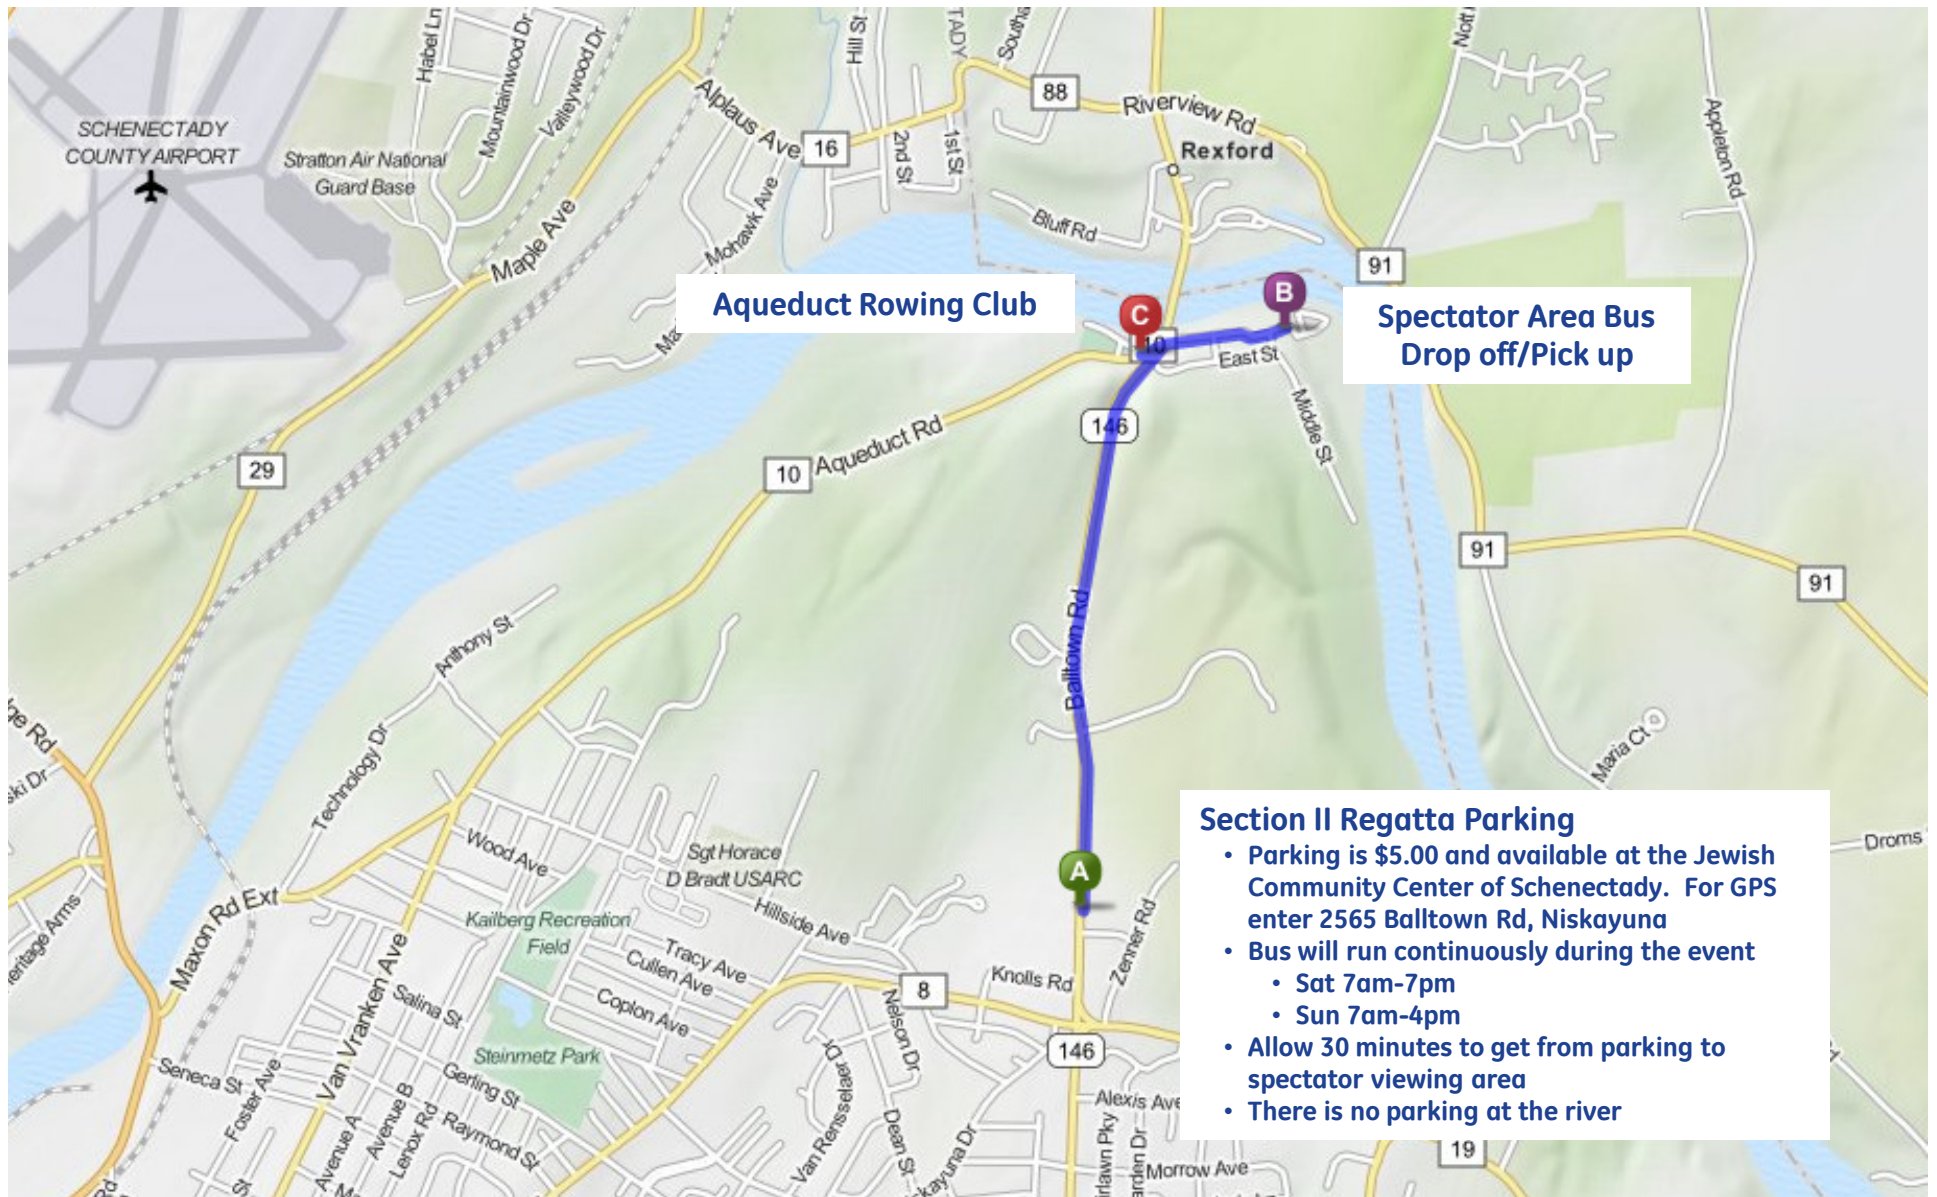 Habel Ln
Mountainwood Dr
Valleywood Dr
Hill St
88
Riverview Rd
Alplaus Ave
16
2nd St
1st St
Rexford
Appleton Rd
SCHENECTADY
COUNTY AIRPORT
Stratton Air National
Guard Base
Maple Ave
Mohawk Ave
Bluff Rd
91
Aqueduct Rowing Club
C
B
Spectator Area Bus
Drop off/Pick up
10
East St
146
Middle St
29
10
Aqueduct Rd
91
91
Balltown Rd
Anthony St
Technology Dr
Maria Ct
Section II Regatta Parking
• Parking is $5.00 and available at the Jewish
Community Center of Schenectady. For GPS
enter 2565 Balltown Rd, Niskayuna
• Bus will run continuously during the event
• Sat 7am-7pm
• Sun 7am-4pm
• Allow 30 minutes to get from parking to
spectator viewing area
• There is no parking at the river
Droms
Wood Ave
Sgt Horace
D Bradt USARC
A
Maxon Rd Ext
Kailberg Recreation
Field
Hillside Ave
Tracy Ave
Cullen Ave
Coplon Ave
Zenner Rd
Knolls Rd
8
Nelson Dr
Salina St
Van Vranken Ave
Steinmetz Park
146
Seneca St
Foster Ave
Gerling St
Avenue B
Avenue A
Lenox Rd
Raymond St
Van Rensselaer Dr
Dean St
Alexis Ave
Morrow Ave
19